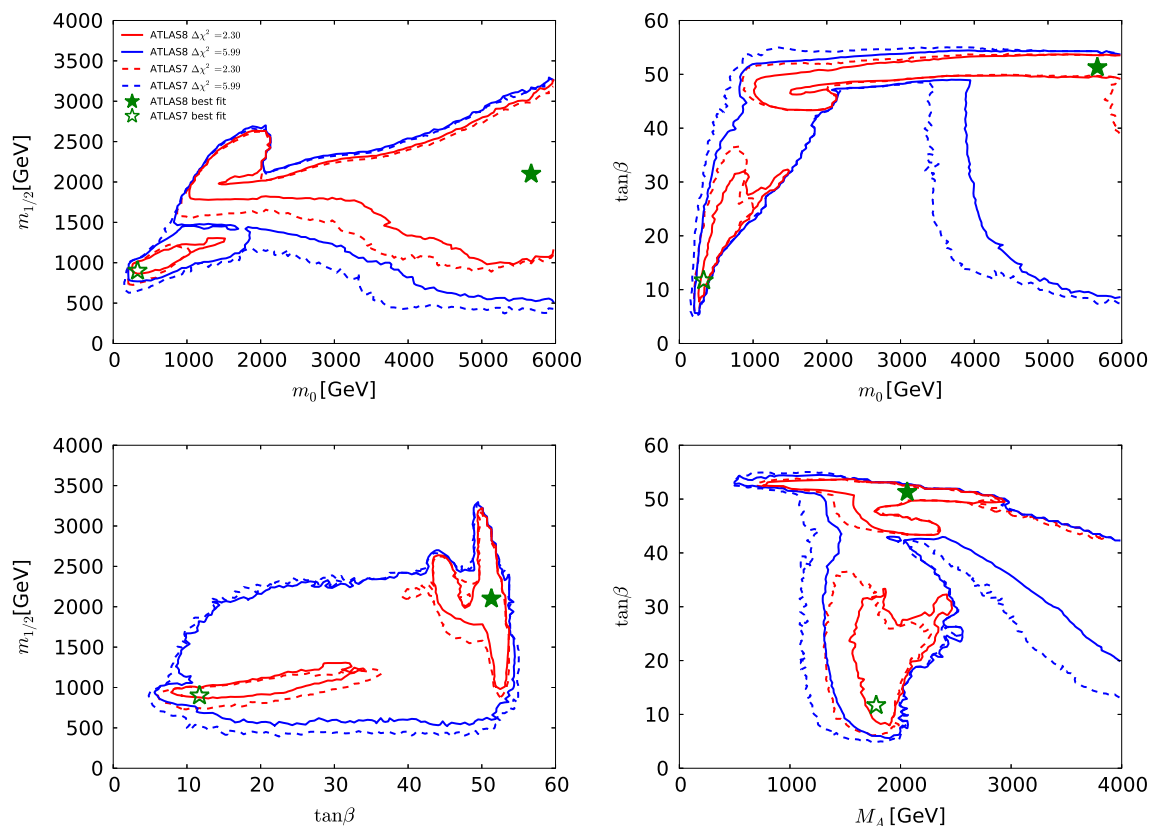 4000
3500
3000
2500
2000
1500
1000
500
0
m1/2[GeV]
ATLAS8 Δχ² =2.30
ATLAS8 Δχ² =5.99
ATLAS7 Δχ² =2.30
ATLAS7 Δχ² =5.99
ATLAS8 best fit
ATLAS7 best fit
0 1000 2000 3000 4000 5000 6000
m0[GeV]
60
50
40
30
20
10
0
tanβ
0 1000 2000 3000 4000 5000 6000
m0[GeV]
4000
3500
3000
2500
2000
1500
1000
500
0
m1/2[GeV]
0 10 20 30 40 50 60
tanβ
60
50
40
30
20
10
0
tanβ
0 1000 2000 3000 4000
MA[GeV]